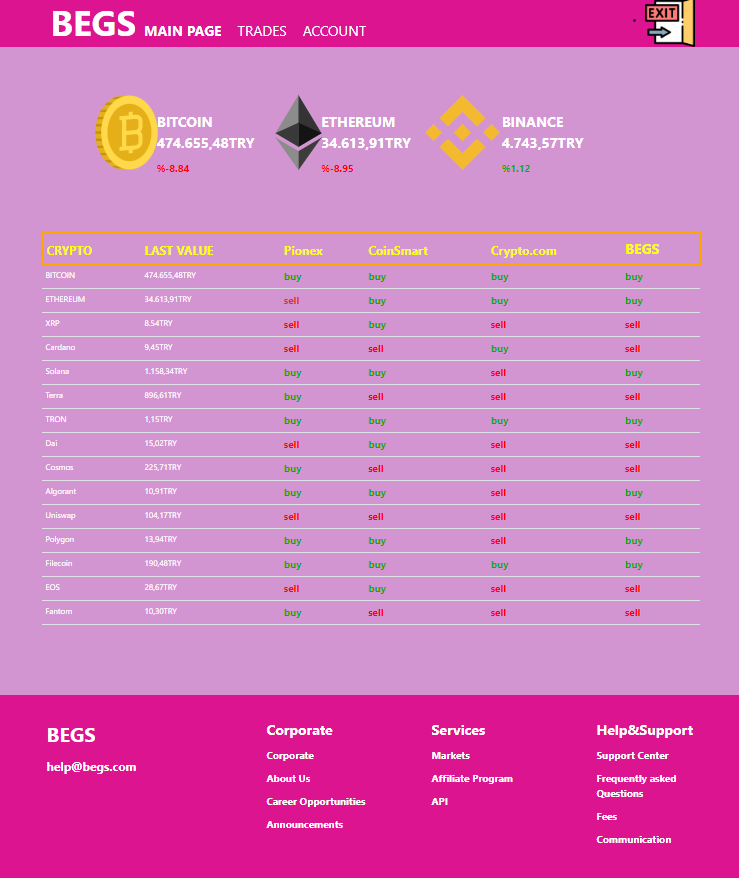 BEGS MAIN PAGE TRADES ACCOUNT EXIT
BITCOIN
474.655,48TRY
%-8.84
ETHEREUM
34.613,91TRY
%-8.95
BINANCE
4.743,57TRY
%1.12
CRYPTO LAST VALUE Pionex CoinSmart Crypto.com BEGS
BITCOIN 474.655,48TRY buy buy buy buy
ETHEREUM 34.613,91TRY sell buy buy buy
XRP 8,54TRY sell buy sell sell
Cardano 9,45TRY sell sell buy sell
Solana 1.158,34TRY buy buy sell buy
Terra 896,61TRY buy sell sell sell
TRON 1,15TRY buy buy buy buy
Dai 15,02TRY sell buy sell sell
Cosmos 225,71TRY buy sell sell sell
Algorant 10,91TRY buy sell sell buy
Uniswap 104,17TRY sell sell sell sell
Polygon 13,94TRY buy buy sell buy
Filecoin 190,48TRY buy buy buy buy
EOS 28,67TRY sell buy sell sell
Fantom 10,30TRY buy sell sell sell
BEGS
help@begs.com
Corporate
Corporate
About Us
Career Opportunities
Announcements
Services
Markets
Affiliate Program
API
Help&Support
Support Center
Frequently asked
Questions
Fees
Communication